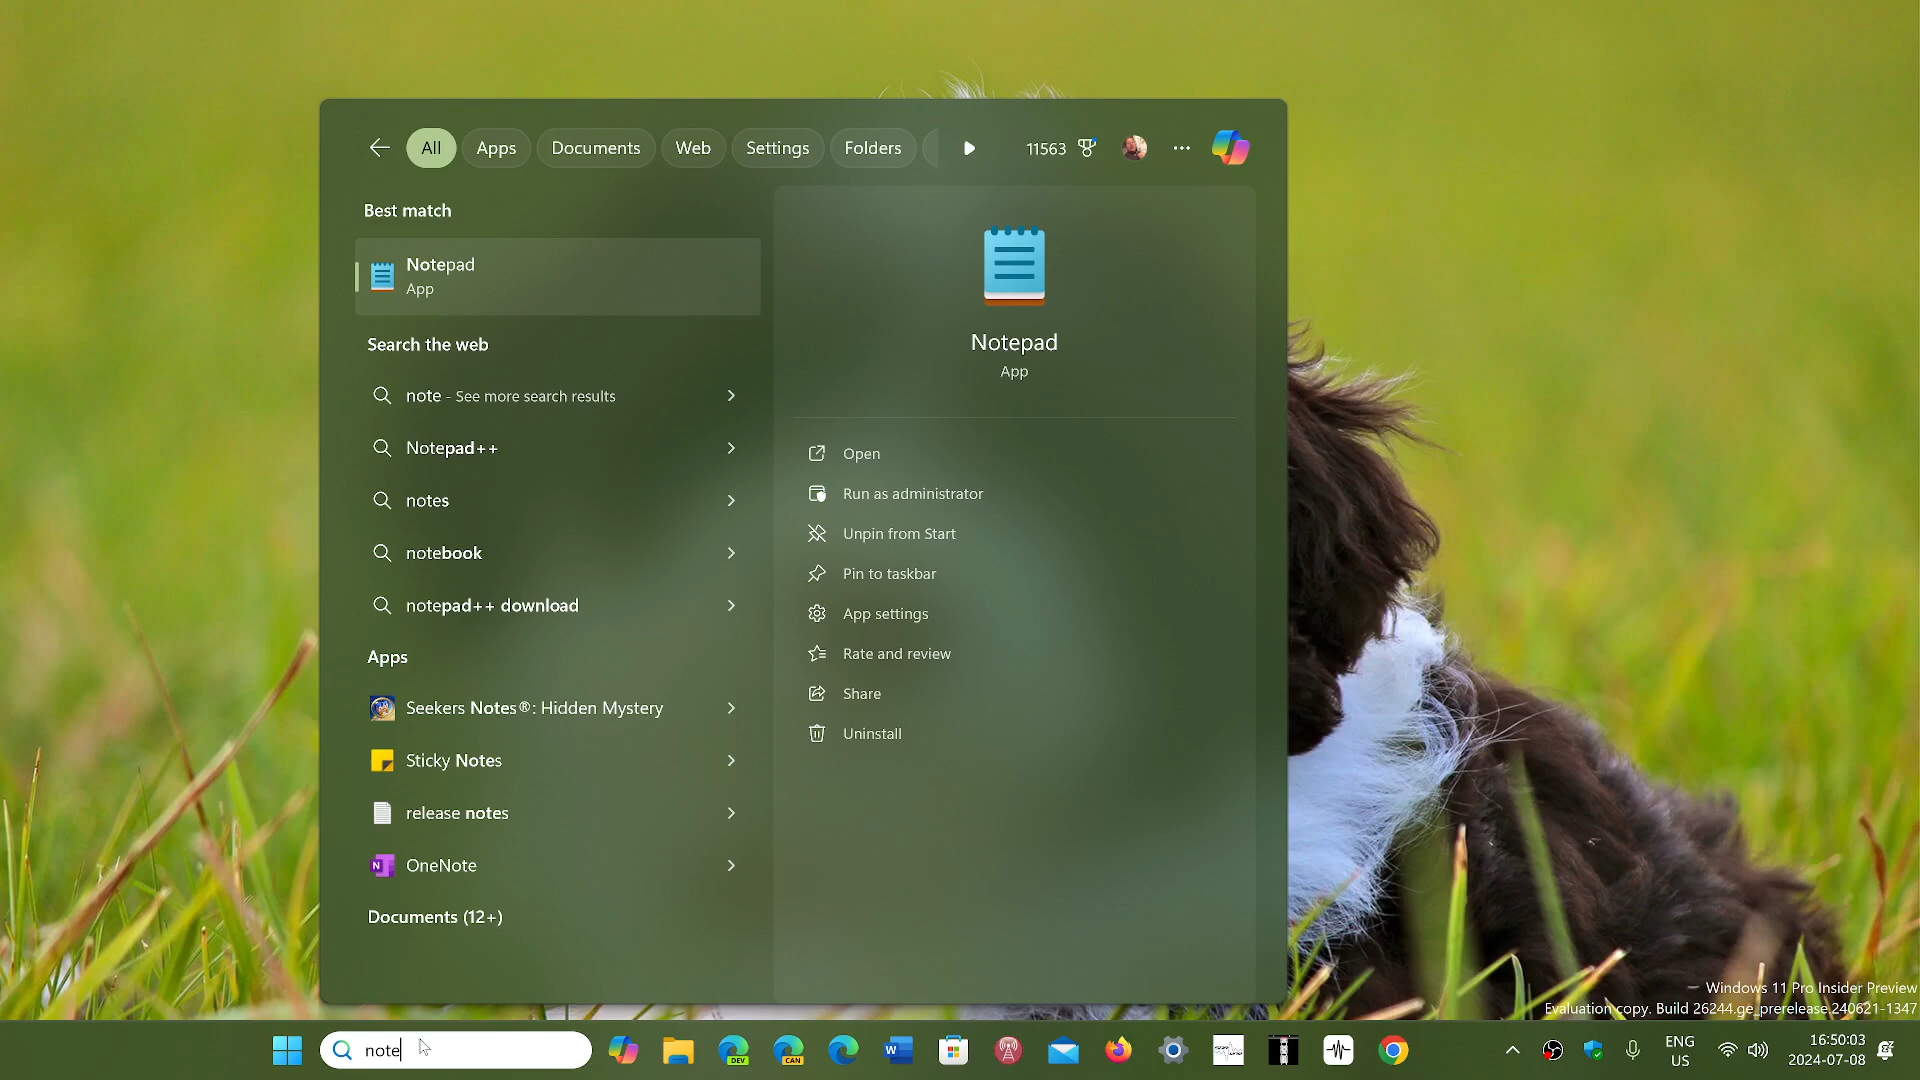 All
Apps
Documents
Web
Settings
Folders
11563
Best match
Notepad
App
Search the web
note - See more search results
Notepad++
notes
notebook
notepad++ download
Apps
Seekers Notes®: Hidden Mystery
Sticky Notes
release notes
OneNote
Documents (12+)
Notepad
App
Open
Run as administrator
Unpin from Start
Pin to taskbar
App settings
Rate and review
Share
Uninstall
Windows 11 Pro Insider Preview
Evaluation copy. Build 26244.ge_prerelease.240621-1347
note
DEV
CAN
W
N
ENG
US
16:50:03
2024-07-08